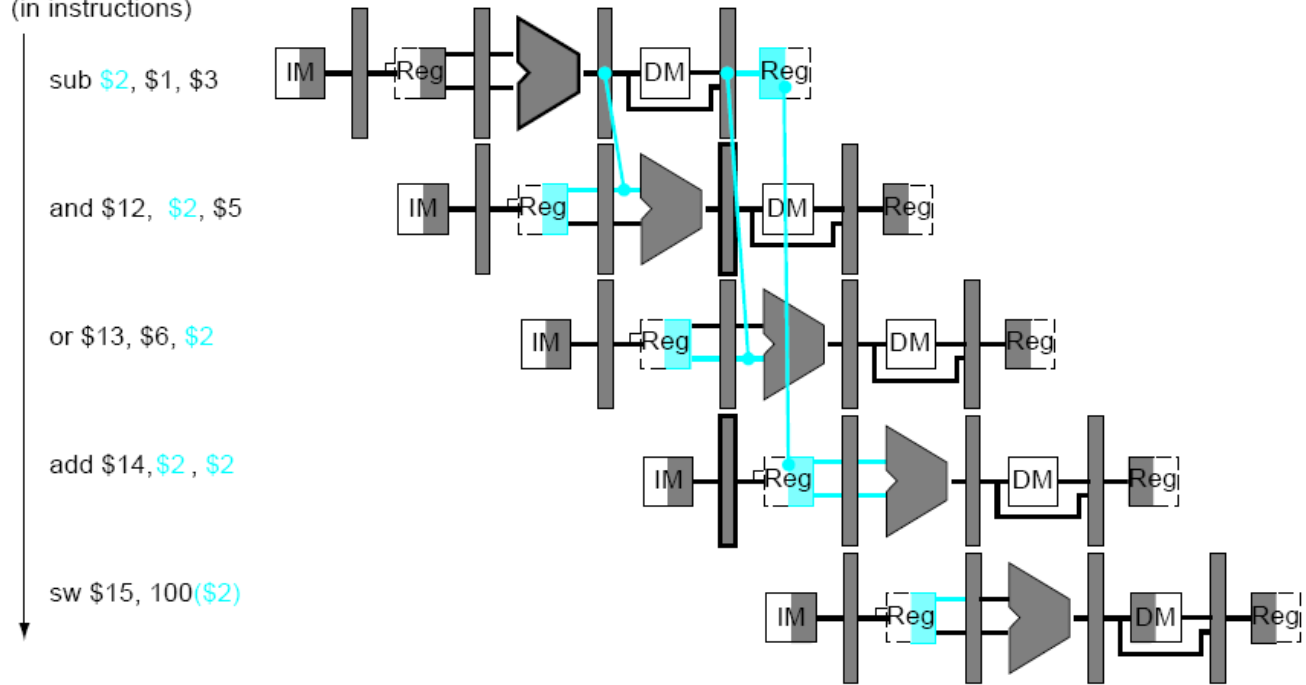 (in instructions)
sub $2, $1, $3
IM Reg DM Reg
and $12, $2, $5
IM Reg DM Reg
or $13, $6, $2
IM Reg DM Reg
add $14,$2 , $2
IM Reg DM Reg
sw $15, 100($2)
IM Reg DM Reg